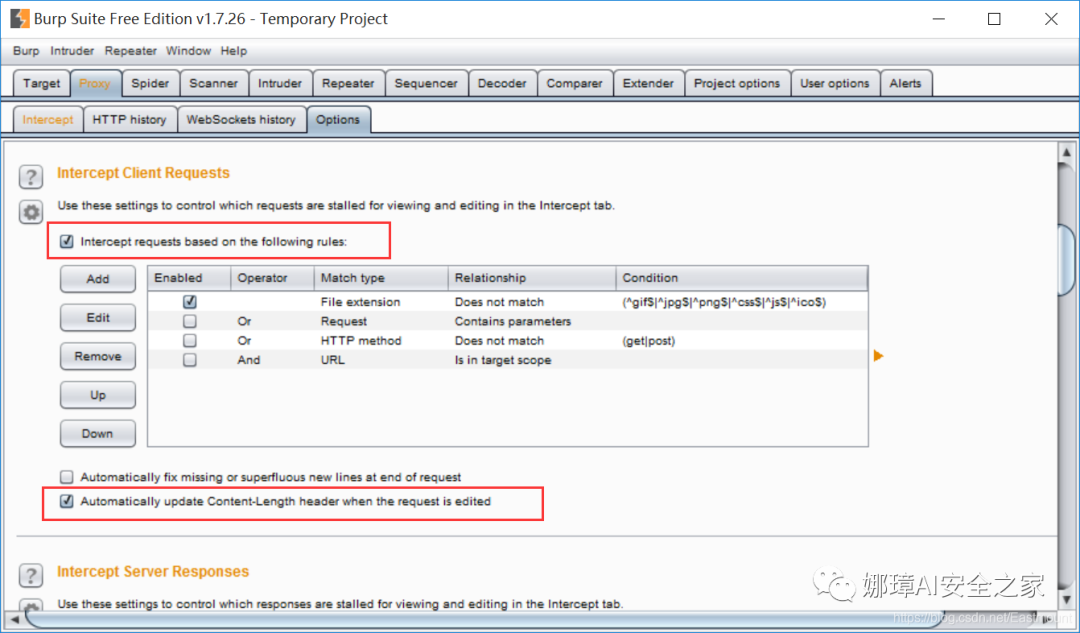 Burp Suite Free Edition v1.7.26 - Temporary Project
Burp Intruder Repeater Window Help
Target Proxy Spider Scanner Intruder Repeater Sequencer Decoder Comparer Extender Project options User options Alerts
Intercept HTTP history WebSockets history Options
? Intercept Client Requests
Use these settings to control which requests are stalled for viewing and editing in the Intercept tab.
Intercept requests based on the following rules:
Add
Edit
Remove
Up
Down
Enabled Operator Match type Relationship Condition
File extension Does not match (^gif$|^jpg$|^png$|^css$|^js$|^ico$)
Or Request Contains parameters
Or HTTP method Does not match (get|post)
And URL Is in target scope
Automatically fix missing or superfluous new lines at end of request
Automatically update Content-Length header when the request is edited
? Intercept Server Responses
Use these settings to control which responses are stalled for viewing and editing in the Intercept tab.
娜璋AI安全之家